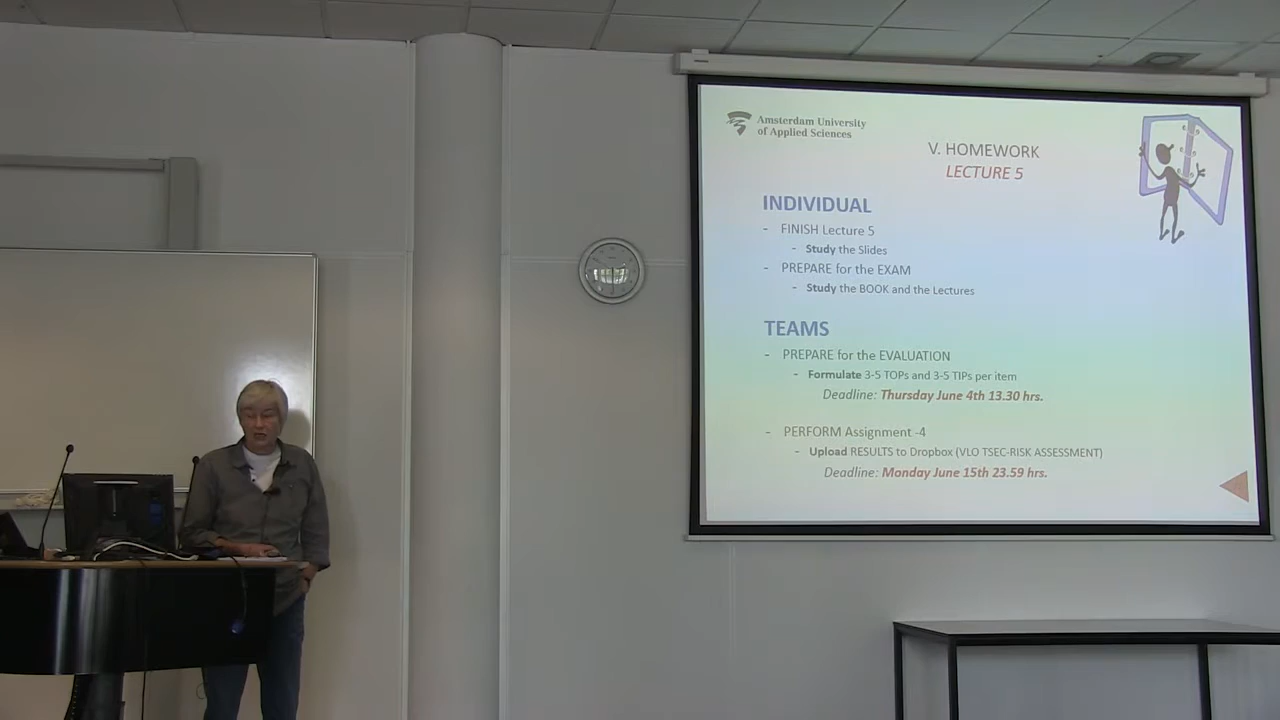 Amsterdam University
of Applied Sciences
V. HOMEWORK
LECTURE 5
INDIVIDUAL
- FINISH Lecture 5
- Study the Slides
- PREPARE for the EXAM
- Study the BOOK and the Lectures
TEAMS
- PREPARE for the EVALUATION
- Formulate 3-5 TOPs and 3-5 TIPs per item
Deadline: Thursday June 4th 13.30 hrs.
- PERFORM Assignment -4
- Upload RESULTS to Dropbox (VLO TSEC-RISK ASSESSMENT)
Deadline: Monday June 15th 23.59 hrs.